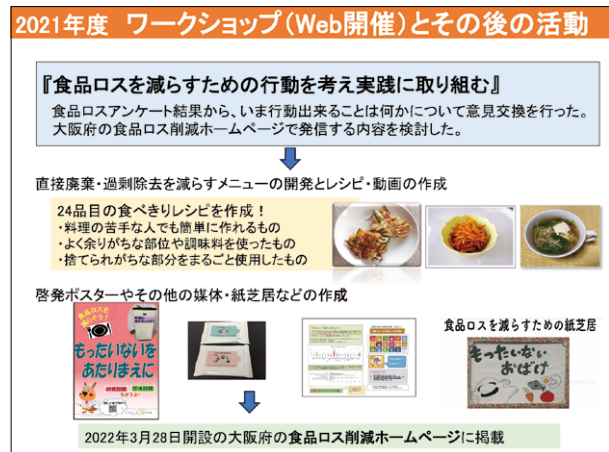 2021年度 ワークショップ(Web開催)とその後の活動
『食品ロスを減らすための行動を考え実践に取り組む』
食品ロスアンケート結果から、いま行動出来ることは何かについて意見交換を行った。
大阪府の食品ロス削減ホームページで発信する内容を検討した。
直接廃棄・過剰除去を減らすメニューの開発とレシピ・動画の作成
24品目の食べきりレシピを作成！
・料理の苦手な人でも簡単に作れるもの
・よく余りがちな部位や調味料を使ったもの
・捨てられがちな部分をまるごと使用したもの
啓発ポスターやその他の媒体・紙芝居などの作成
食品ロスを
減らそう！
もったいないを
あたりまえに
食品ロスを減らすための紙芝居
もったいない
おばけ
2022年3月28日開設の大阪府の食品ロス削減ホームページに掲載